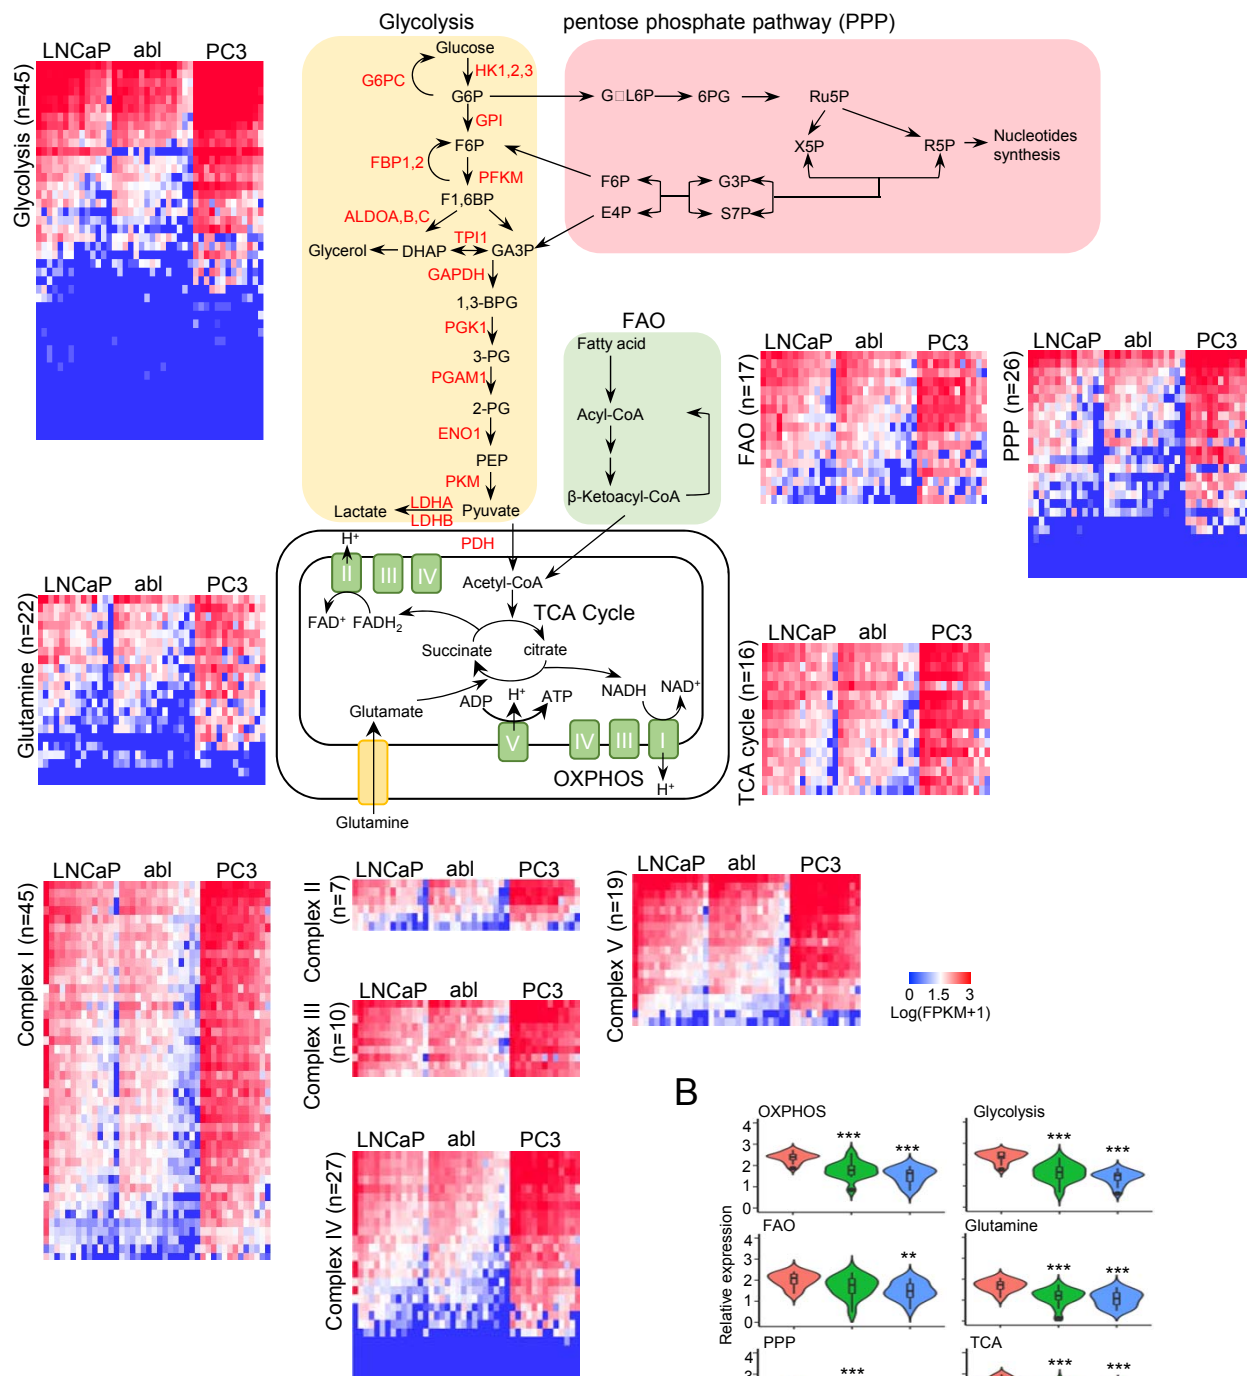 Glycolysis
pentose phosphate pathway (PPP)
LNCaP abl PC3
Glycolysis (n=45)
Glucose
G6PC
HK1,2,3
G6P
GPI
F6P
FBP1,2
PFKM
F1,6BP
ALDOA,B,C
TPI1
Glycerol
DHAP
GA3P
GAPDH
1,3-BPG
PGK1
3-PG
PGAM1
2-PG
ENO1
PEP
PKM
LDHA
Lactate
LDHB
Pyuvate
G□L6P
6PG
Ru5P
X5P
R5P
Nucleotides
synthesis
F6P
G3P
E4P
S7P
FAO
Fatty acid
Acyl-CoA
β-Ketoacyl-CoA
LNCaP abl PC3
FAO (n=17)
LNCaP abl PC3
PPP (n=26)
PDH
H⁺
II
III
IV
Acetyl-CoA
TCA Cycle
FAD⁺
FADH₂
Succinate
citrate
NADH
NAD⁺
ADP
H⁺
ATP
Glutamate
V
IV
III
I
OXPHOS
H⁺
Glutamine
LNCaP abl PC3
Glutamine (n=22)
LNCaP abl PC3
TCA cycle (n=16)
LNCaP abl PC3
Complex I (n=45)
LNCaP abl PC3
Complex II
(n=7)
LNCaP abl PC3
Complex III
(n=10)
LNCaP abl PC3
Complex IV (n=27)
LNCaP abl PC3
Complex V (n=19)
0 1.5 3
Log(FPKM+1)
B
Relative expression
OXPHOS
4
3
2
1
0
***
***
Glycolysis
***
***
FAO
4
3
2
1
0
**
Glutamine
***
***
PPP
4
3
***
TCA
***
***